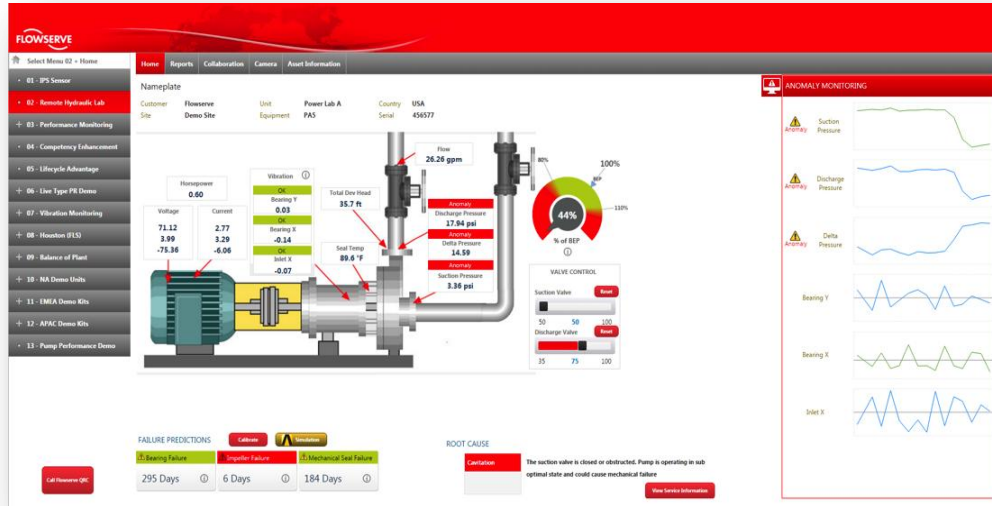 FLOWSERVE
Select Menu 02 + Home
Home Reports Collaboration Camera Asset Information
01 - IPS Sensor
02 - Remote Hydraulic Lab
03 - Performance Monitoring
04 - Competency Enhancement
05 - Lifecycle Advantage
06 - Live Type PR Demo
07 - Vibration Monitoring
08 - Houston (FLS)
09 - Balance of Plant
10 - NA Demo Units
11 - EMEA Demo Kits
12 - APAC Demo Kits
13 - Pump Performance Demo
Call Flowserve QRC
Nameplate
Customer Flowserve Unit Power Lab A Country USA
Site Demo Site Equipment PA5 Serial 456577
Flow
26.26 gpm
Horsepower
0.60
Voltage Current
71.12 2.77
3.99 3.29
-75.36 -6.06
Vibration
OK
Bearing Y
0.03
OK
Bearing X
-0.14
OK
Inlet X
-0.07
Total Dev Head
35.7 ft
Seal Temp
89.6 °F
Anomaly
Discharge Pressure
17.94 psi
Anomaly
Delta Pressure
14.59
Anomaly
Suction Pressure
3.36 psi
80% 100%
BEP
110%
44%
% of BEP
VALVE CONTROL
Suction Valve Reset
50 50 100
Discharge Valve Reset
35 75 100
FAILURE PREDICTIONS Calibrate Simulation
Bearing Failure Impeller Failure Mechanical Seal Failure
295 Days 6 Days 184 Days
ROOT CAUSE
Cavitation
The suction valve is closed or obstructed. Pump is operating in sub
optimal state and could cause mechanical failure
View Service Information
ANOMALY MONITORING
Anomaly Suction Pressure
Anomaly Discharge Pressure
Anomaly Delta Pressure
Bearing Y
Bearing X
Inlet X